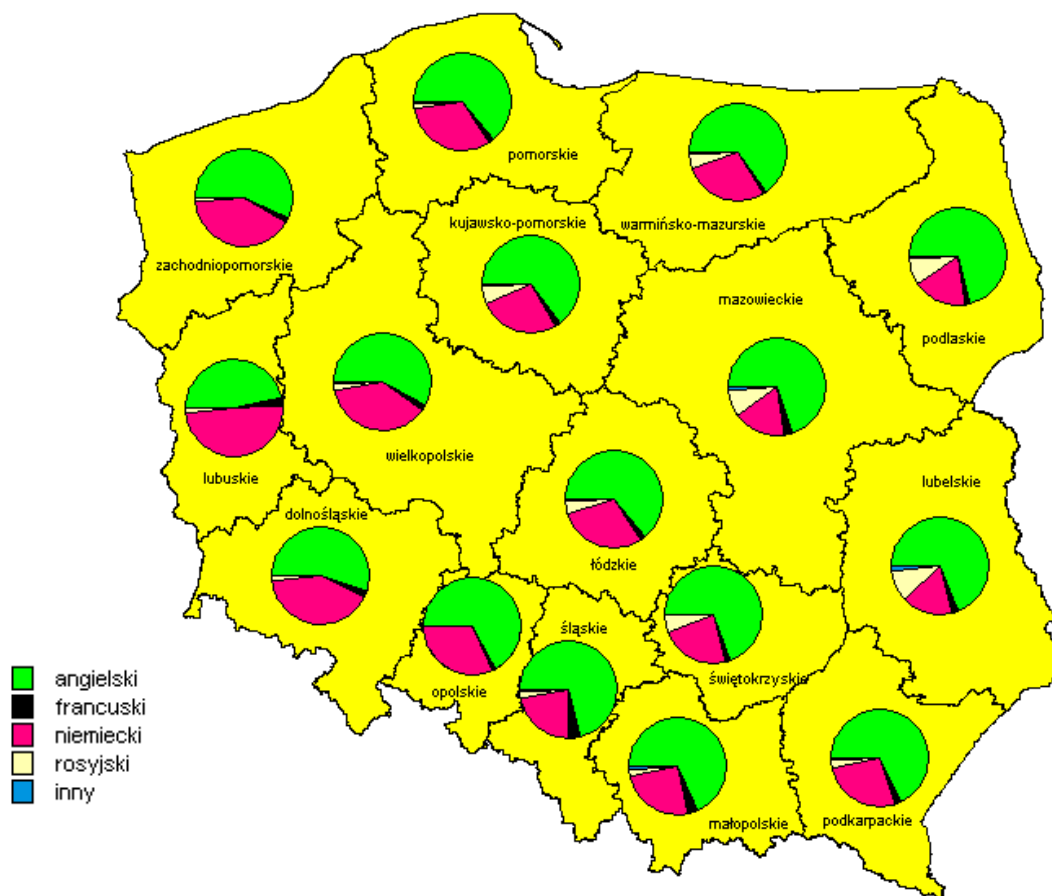 pomorskie
kujawsko-pomorskie
warmińsko-mazurskie
zachodniopomorskie
mazowieckie
podlaskie
wielkopolskie
lubuskie
lubelskie
dolnośląskie
łódzkie
śląskie
opolskie
świętokrzyskie
małopolskie
podkarpackie
angielski
francuski
niemiecki
rosyjski
inny